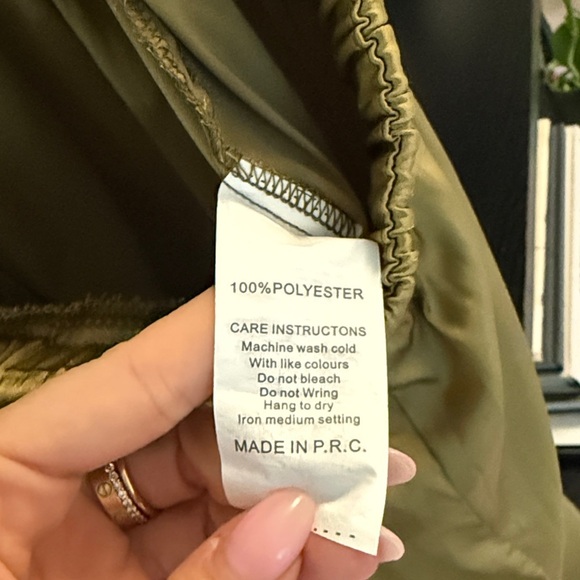 100%POLYESTER
CARE INSTRUCTONS
Machine wash cold
With like colours
Do not bleach
Do not Wring
Hang to dry
Iron medium setting
MADE IN P.R.C.